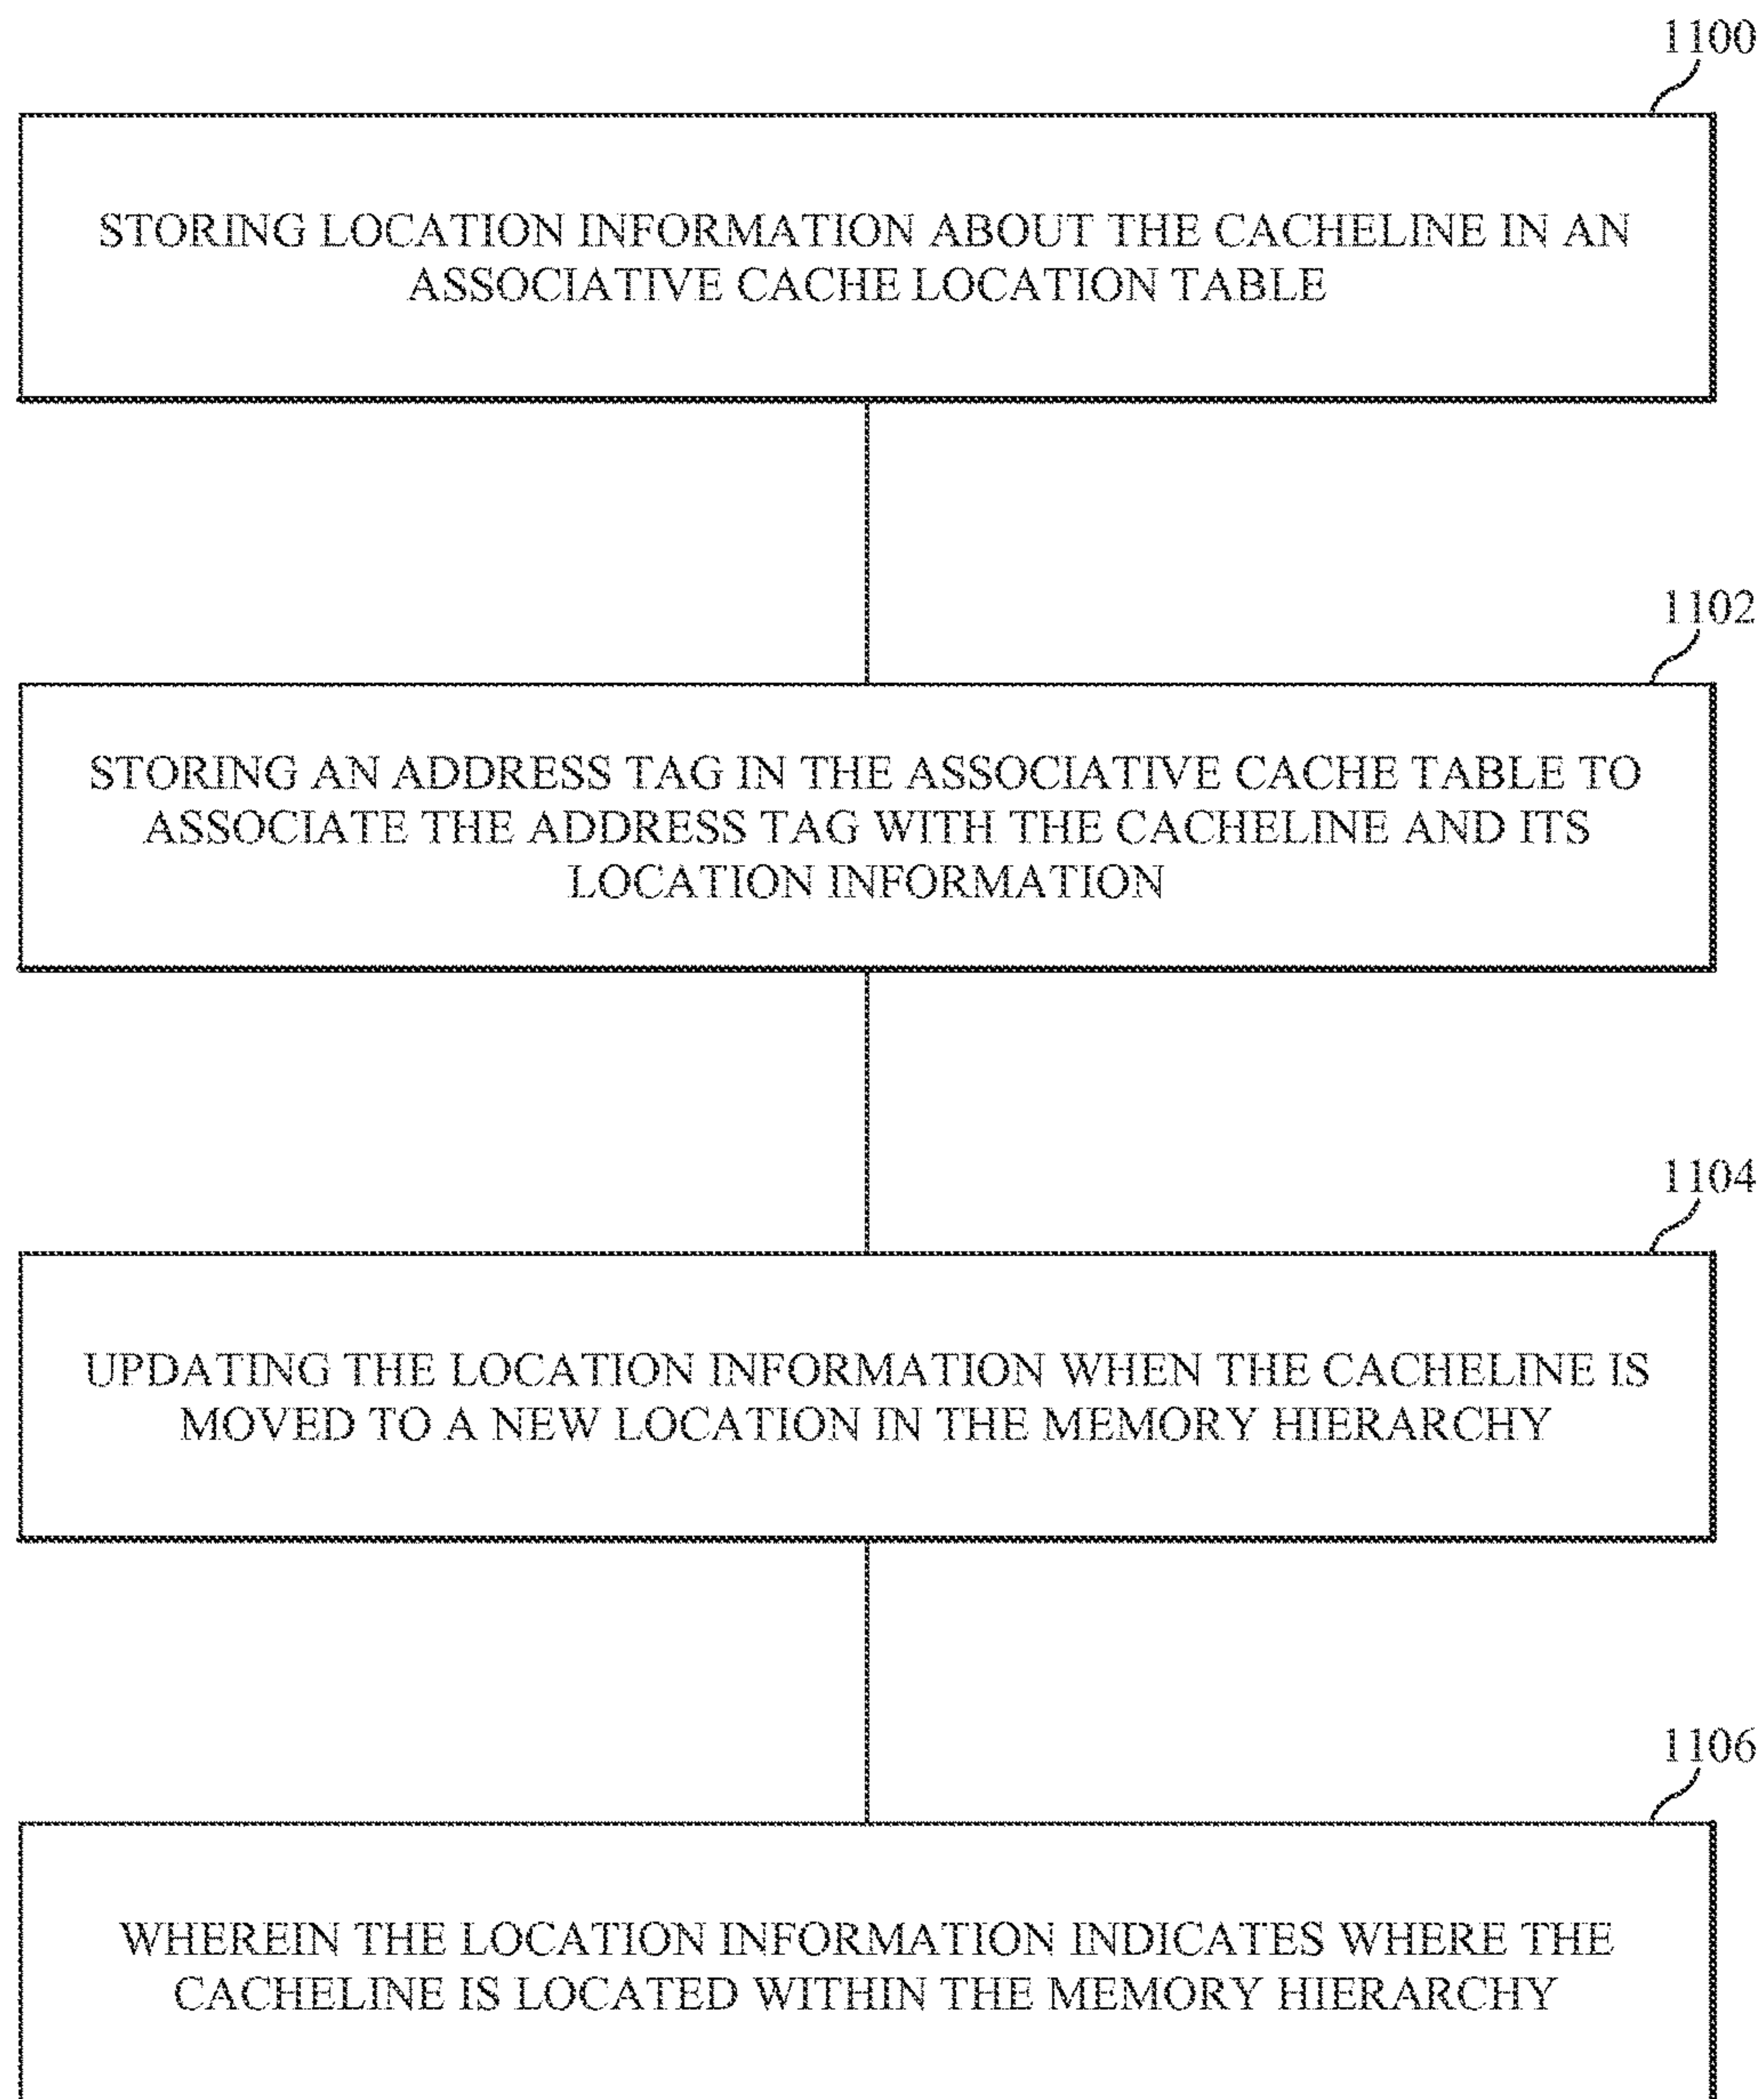 1100
STORING LOCATION INFORMATION ABOUT THE CACHELINE IN AN
ASSOCIATIVE CACHE LOCATION TABLE
1102
STORING AN ADDRESS TAG IN THE ASSOCIATIVE CACHE TABLE TO
ASSOCIATE THE ADDRESS TAG WITH THE CACHELINE AND ITS
LOCATION INFORMATION
1104
UPDATING THE LOCATION INFORMATION WHEN THE CACHELINE IS
MOVED TO A NEW LOCATION IN THE MEMORY HIERARCHY
1106
WHEREIN THE LOCATION INFORMATION INDICATES WHERE THE
CACHELINE IS LOCATED WITHIN THE MEMORY HIERARCHY